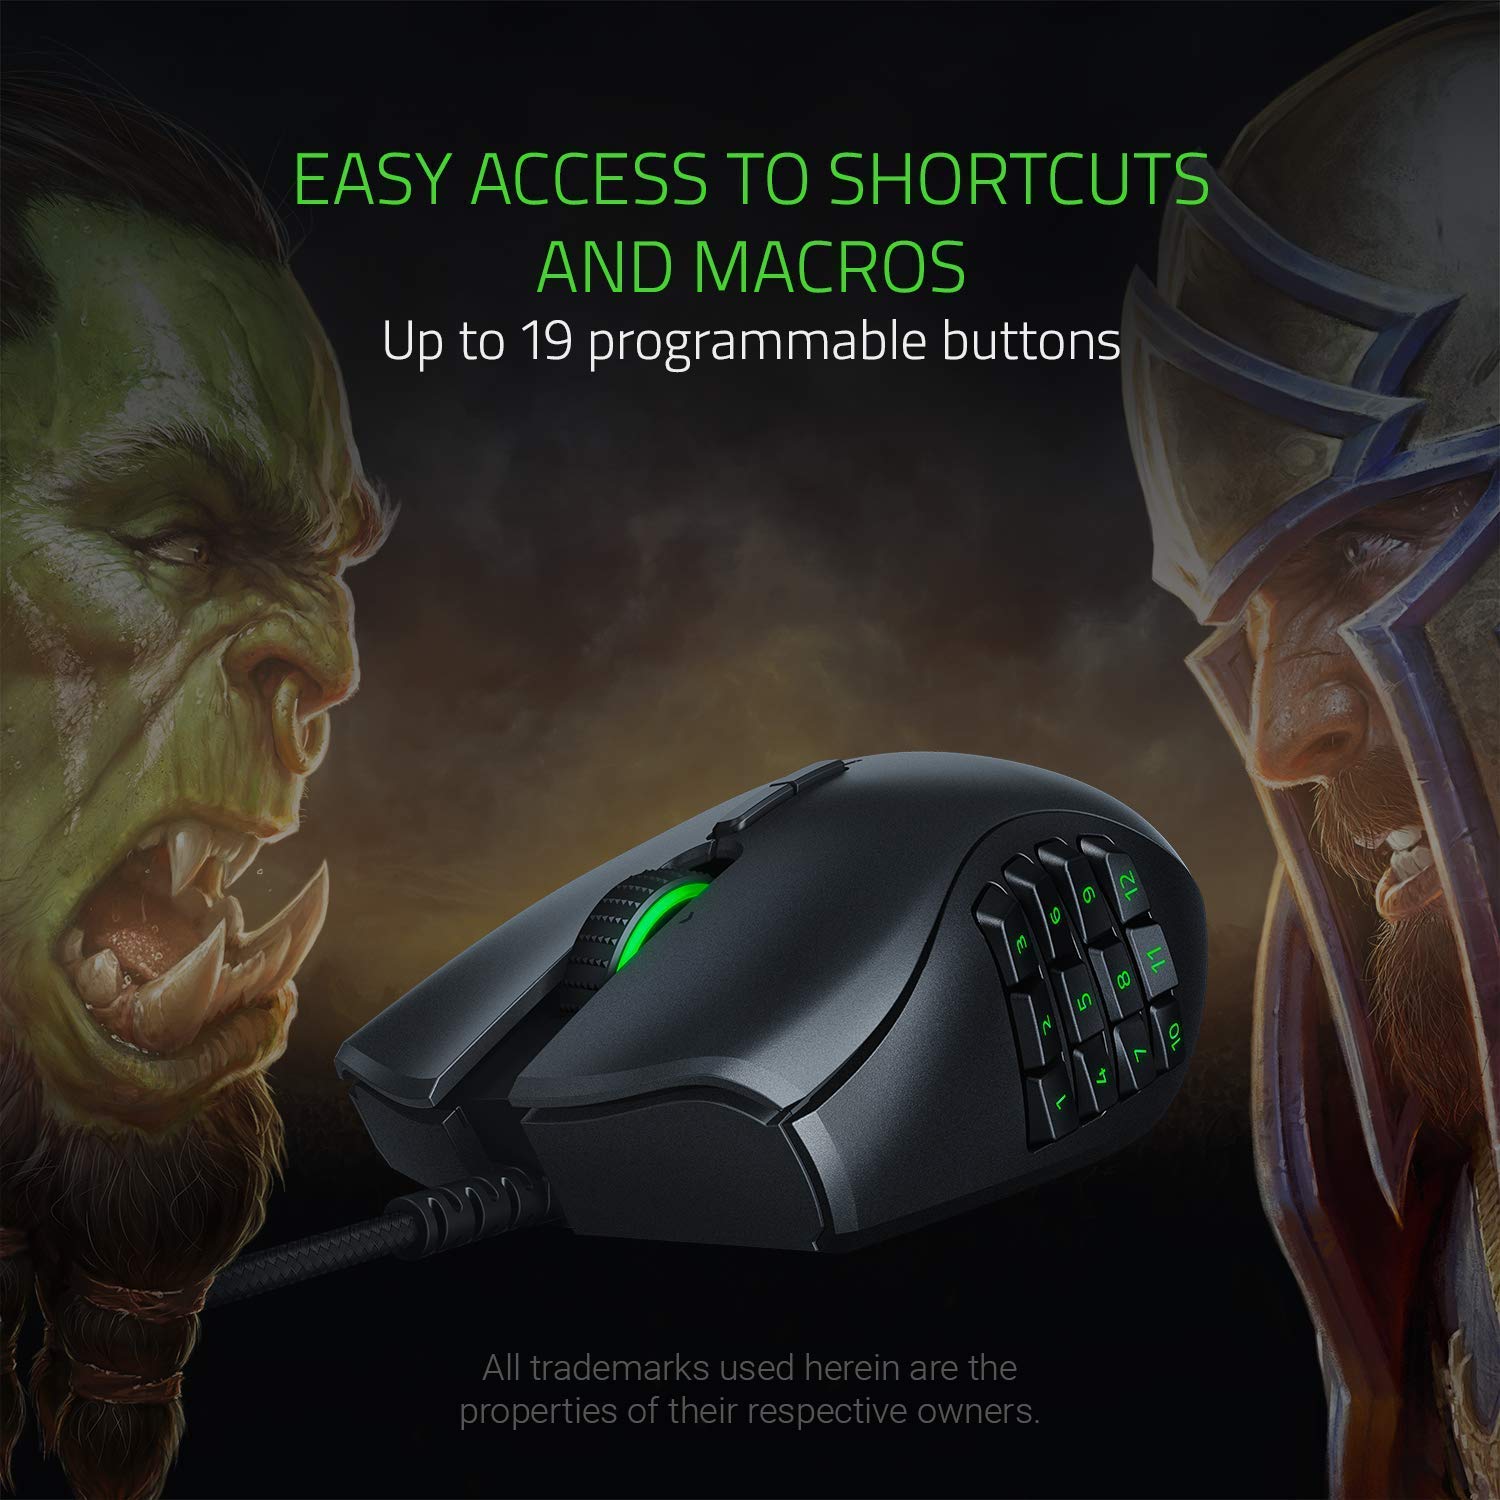 EASY ACCESS TO SHORTCUTS
AND MACROS
Up to 19 programmable buttons
3
6
9
12
2
5
8
11
1
4
7
10
All trademarks used herein are the
properties of their respective owners.